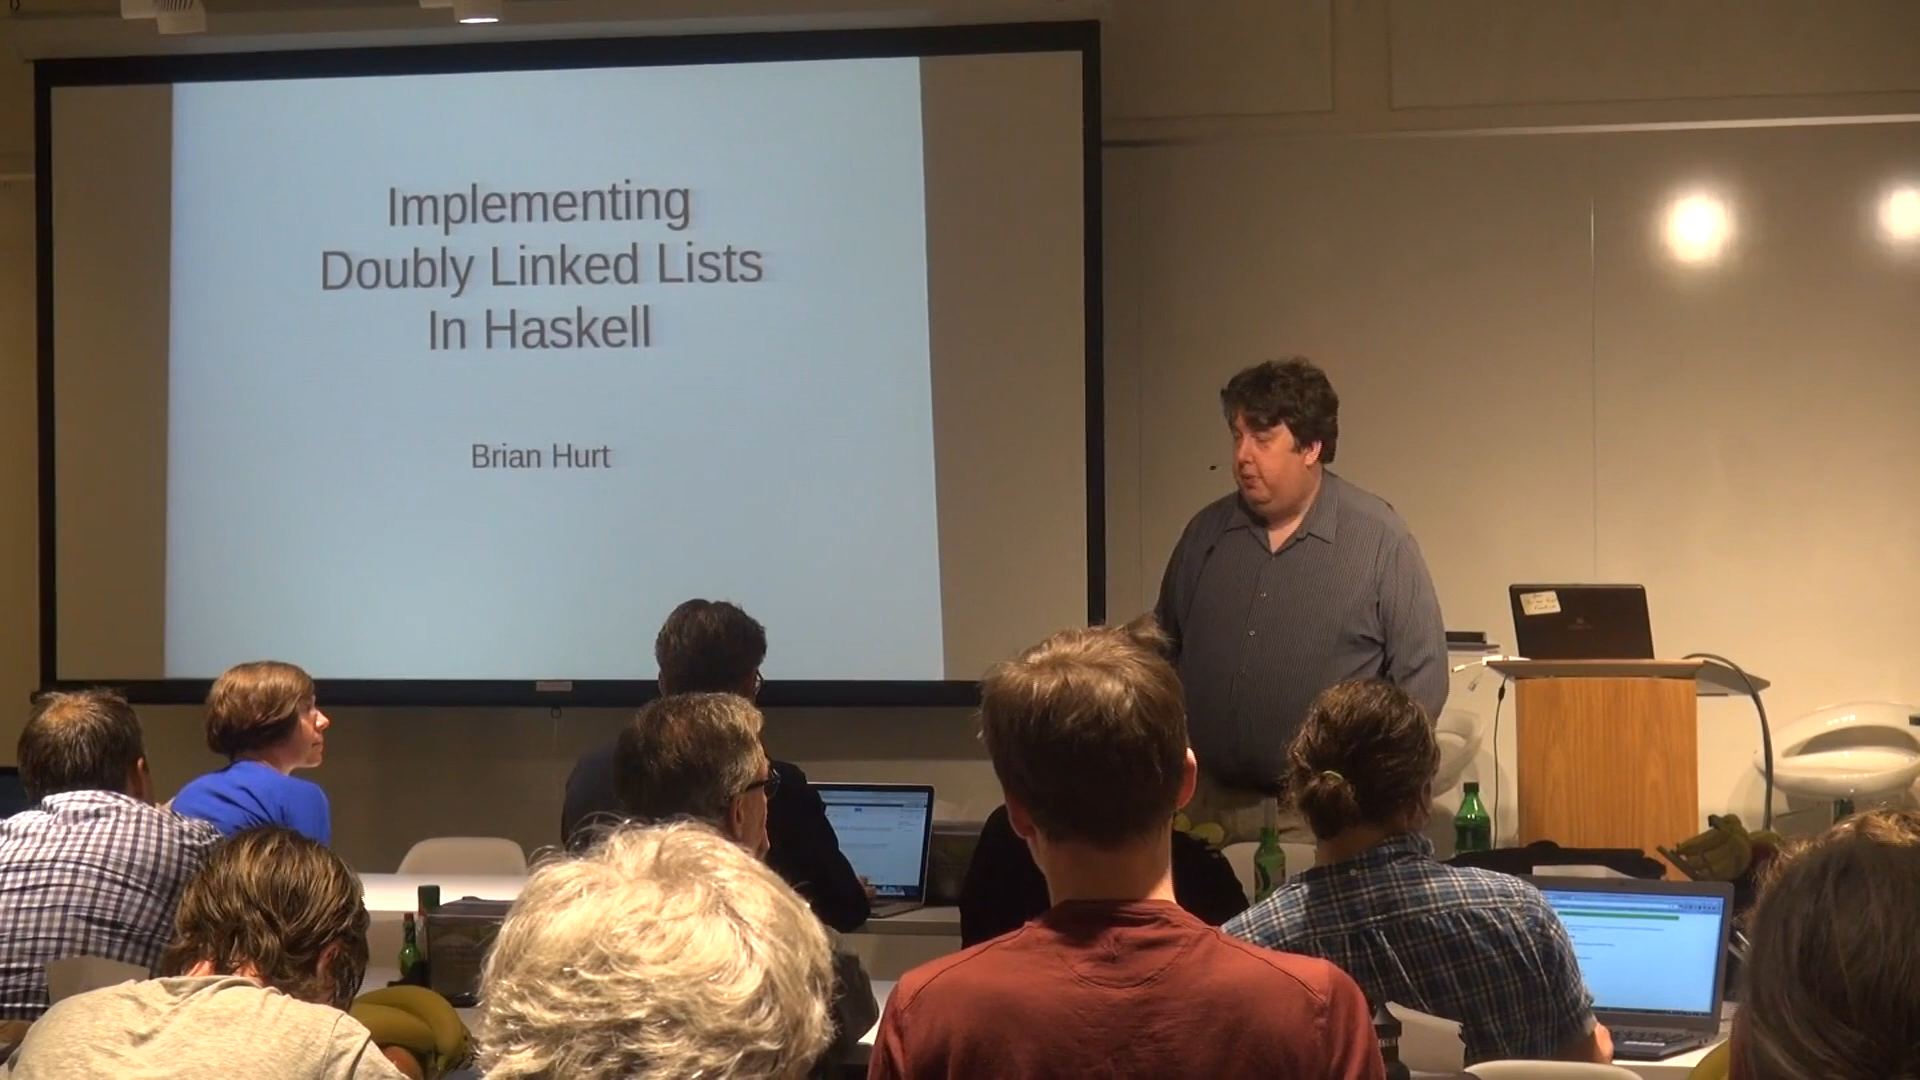 Implementing
Doubly Linked Lists
In Haskell
Brian Hurt